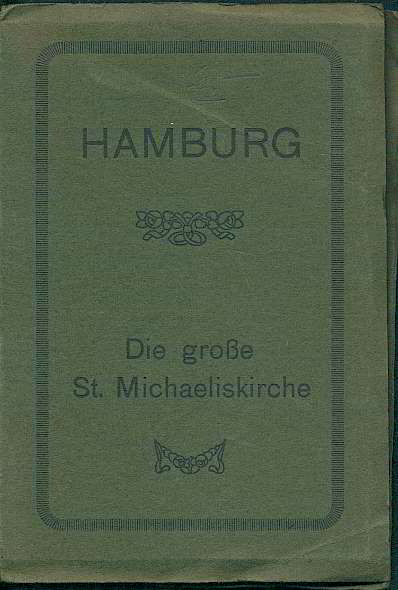 HAMBURG
Die große
St. Michaeliskirche